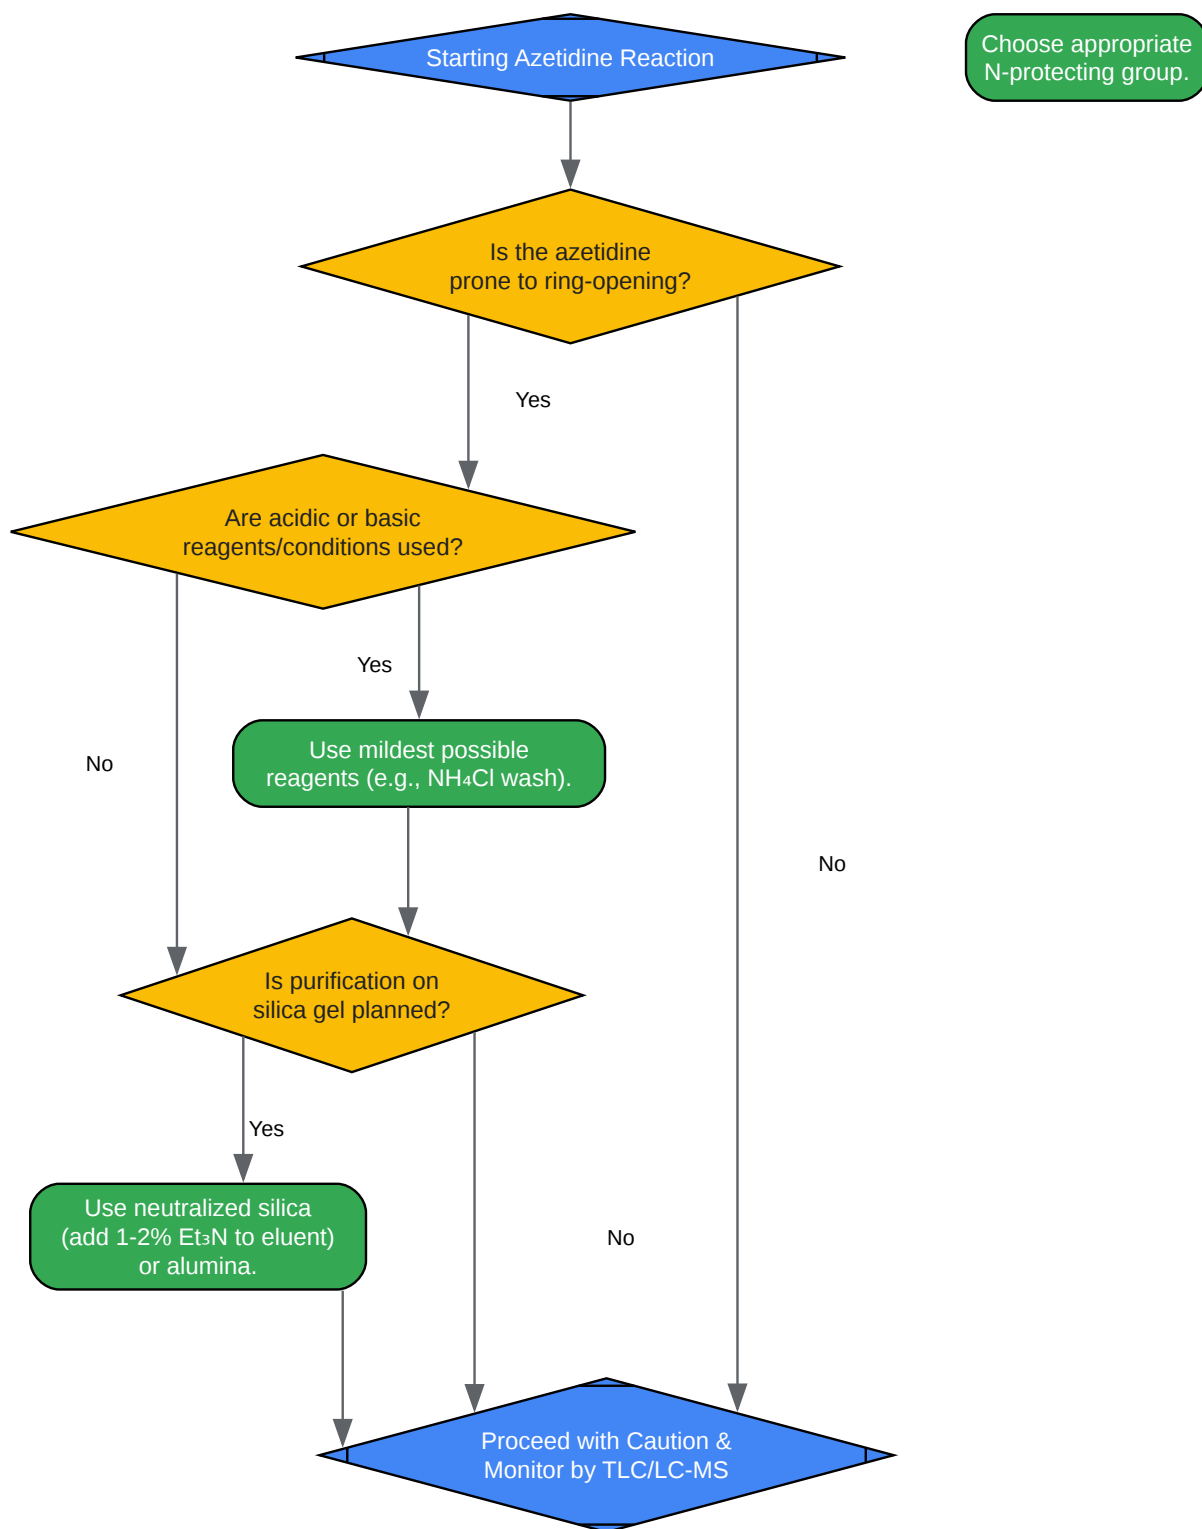 Starting Azetidine Reaction
Choose appropriate
N-protecting group.
Is the azetidine
prone to ring-opening?
Yes
Are acidic or basic
reagents/conditions used?
Yes
Use mildest possible
reagents (e.g., NH₄Cl wash).
No
No
Is purification on
silica gel planned?
Yes
Use neutralized silica
(add 1-2% Et₃N to eluent)
or alumina.
No
Proceed with Caution &
Monitor by TLC/LC-MS